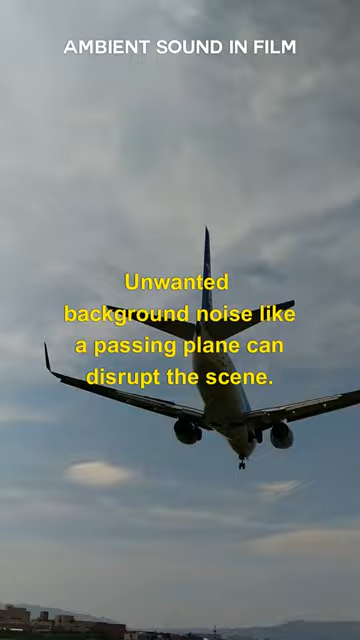 AMBIENT SOUND IN FILM
Unwanted
background noise like
a passing plane can
disrupt the scene.